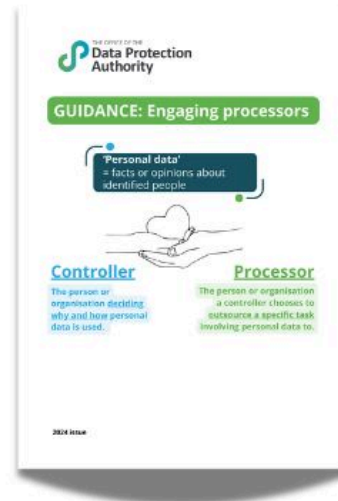 THE OFFICE OF THE
Data Protection
Authority
GUIDANCE: Engaging processors
'Personal data'
= facts or opinions about
identified people
Controller
The person or
organisation deciding
why and how personal
data is used.
Processor
The person or organisation
a controller chooses to
outsource a specific task
involving personal data to.
2024 issue